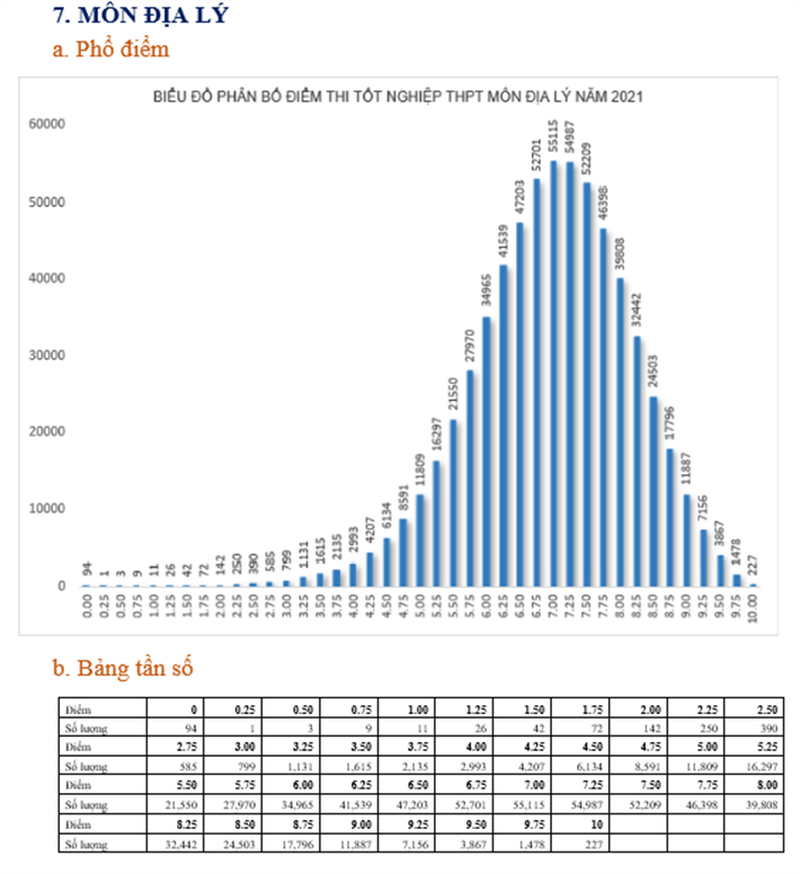 7. MÔN ĐỊA LÝ
a. Phổ điểm
BIỂU ĐỒ PHÂN BỐ ĐIỂM THI TỐT NGHIỆP THPT MÔN ĐỊA LÝ NĂM 2021
60000
50000
40000
30000
20000
10000
0
94 1 3 9 11 26 42 72 142 250 390 585 799 1.131 1615 2135 2993 4207 6134 8591 11809 16297 21550 27970 34965 41539 47203 52701 55115 54987 52209 46398 39808 32442 24503 17796 11887 7156 3867 1478 227
0.00 0.25 0.50 0.75 1.00 1.25 1.50 1.75 2.00 2.25 2.50 2.75 3.00 3.25 3.50 3.75 4.00 4.25 4.50 4.75 5.00 5.25 5.50 5.75 6.00 6.25 6.50 6.75 7.00 7.25 7.50 7.75 8.00 8.25 8.50 8.75 9.00 9.25 9.50 9.75 10.00
b. Bảng tần số
Điểm 0 0.25 0.50 0.75 1.00 1.25 1.50 1.75 2.00 2.25 2.50
Số lượng 94 1 3 9 11 26 42 72 142 250 390
Điểm 2.75 3.00 3.25 3.50 3.75 4.00 4.25 4.50 4.75 5.00 5.25
Số lượng 585 799 1,131 1,615 2,135 2,993 4,207 6,134 8,591 11,809 16,297
Điểm 5.50 5.75 6.00 6.25 6.50 6.75 7.00 7.25 7.50 7.75 8.00
Số lượng 21,550 27,970 34,965 41,539 47,203 52,701 55,115 54,987 52,209 46,398 39,808
Điểm 8.25 8.50 8.75 9.00 9.25 9.50 9.75 10
Số lượng 32,442 24,503 17,796 11,887 7,156 3,867 1,478 227